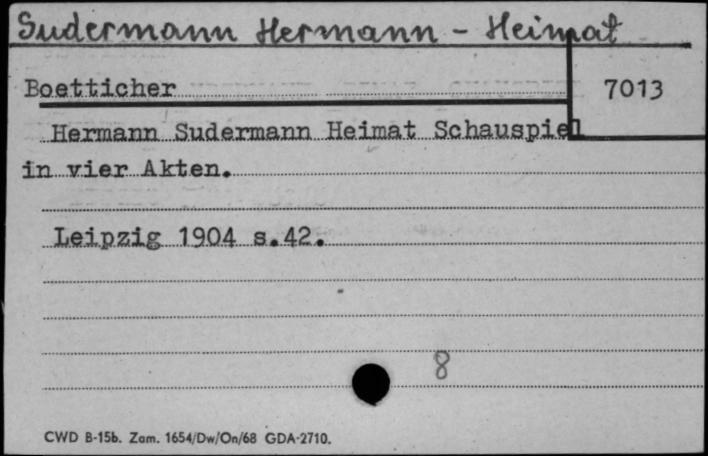 Sudermann Hermann - Heimat
Boetticher
7013
Hermann Sudermann Heimat Schauspiel
in vier Akten.
Leipzig 1904 s.42.
8
CWD B-15b. Zam. 1654/Dw/On/68 GDA-2710.